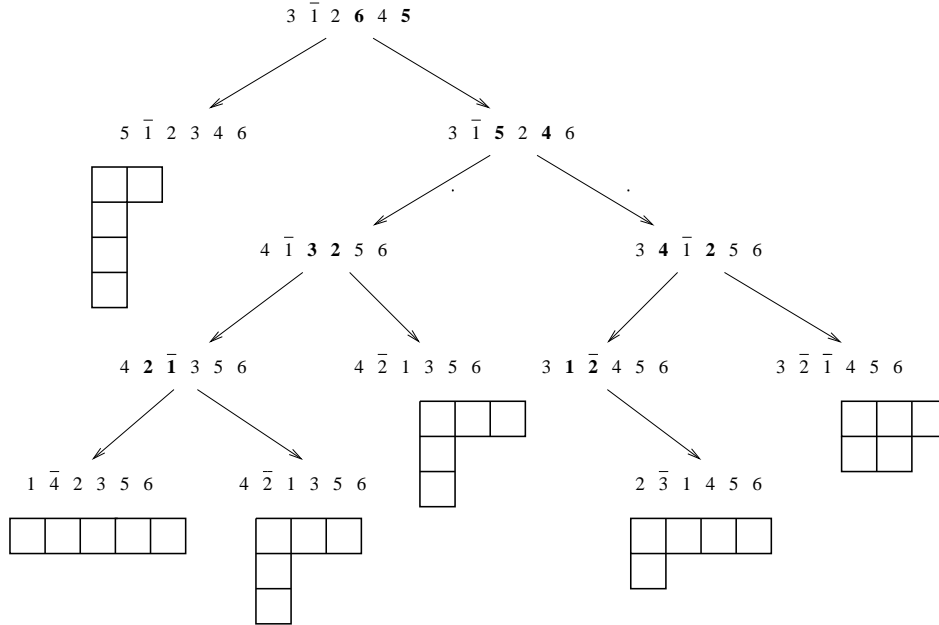 3 1̅ 2 6 4 5
5 1̅ 2 3 4 6
3 1̅ 5 2 4 6
4 1̅ 3 2 5 6
3 4 1̅ 2 5 6
4 2 1̅ 3 5 6
4 2̅ 1 3 5 6
3 1 2̅ 4 5 6
3 2̅ 1̅ 4 5 6
1 4̅ 2 3 5 6
4 2̅ 1 3 5 6
2 3̅ 1 4 5 6